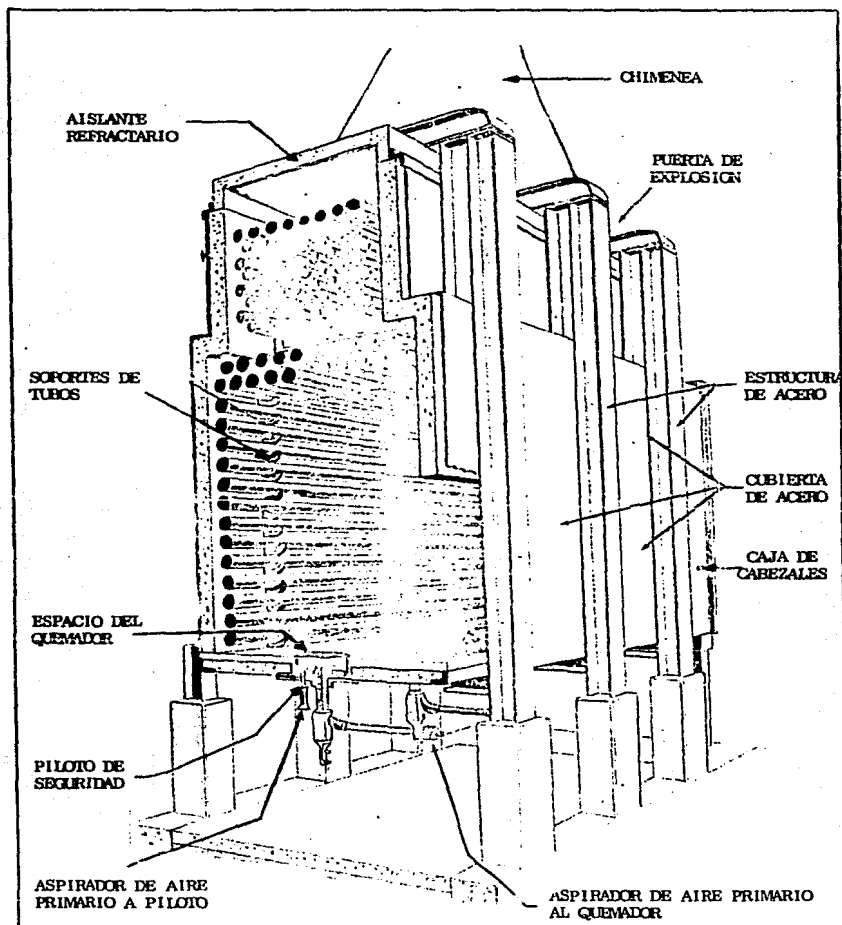 CHIMENEA
AISLANTE
REFRACTARIO
PUERTA DE
EXPLOSIGN
SOPORTES DE
TUBOS
ESTRUCTURA
DE ACERO
CUBIERTA
DE ACERO
CAJA DE
CABEZALES
ESPACIO DEL
QUEMADOR
PILOTO DE
SEGURIDAD
ASPIRADOR DE AIRE
PRIMARIO A PILOTO
ASPIRADOR DE AIRE PRIMARIO
AL QUEMADOR